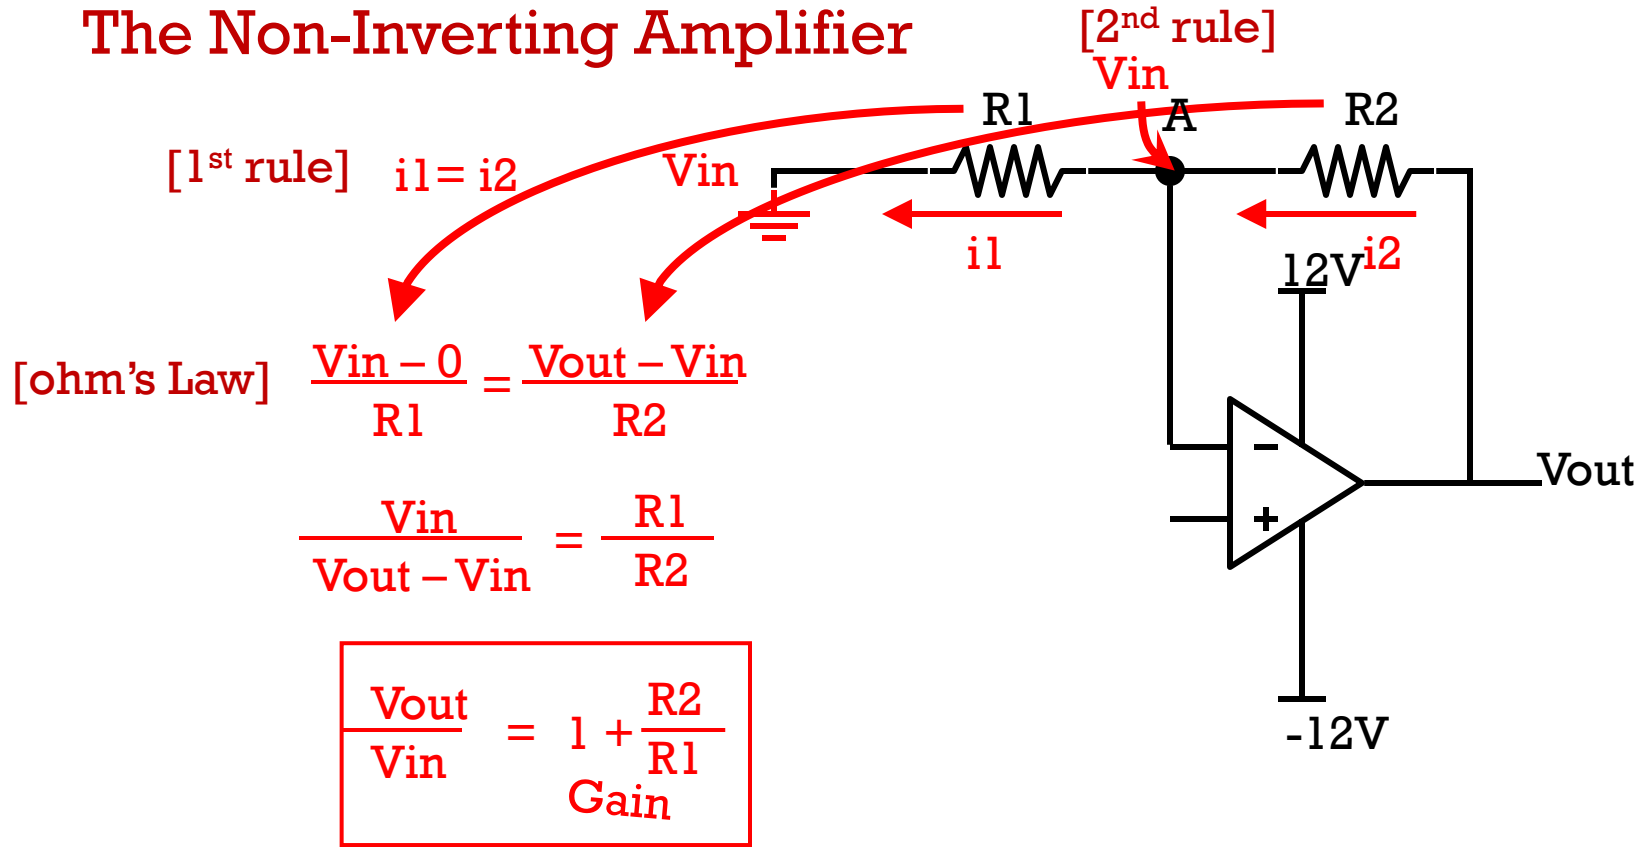 The Non-Inverting Amplifier
[2nd rule]
Vin
R1
A
R2
[1st rule] i1= i2
Vin
i1
i2
12V
[ohm's Law] Vin – 0 = Vout – Vin
R1 R2
Vout
− 
+
Vin = R1
Vout – Vin R2
Vout = 1 + R2
Vin R1
Gain
-12V